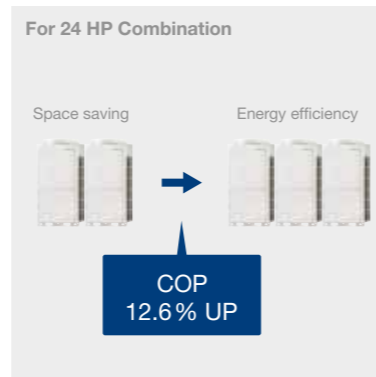 For 24 HP Combination
Space saving
Energy efficiency
COP
12.6% UP